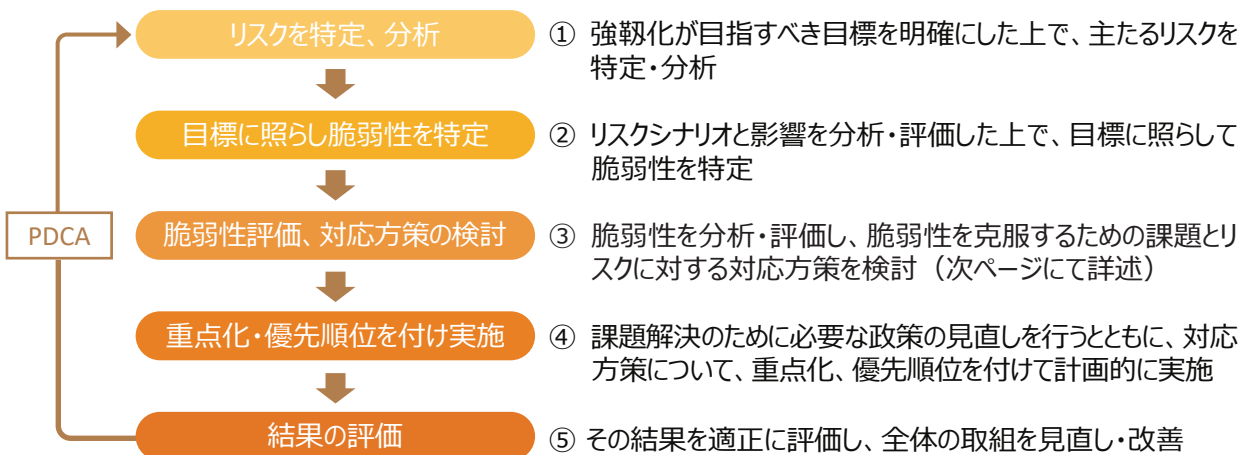 リスクを特定、分析
① 強靱化が目指すべき目標を明確にした上で、主たるリスクを
特定・分析
目標に照らし脆弱性を特定
② リスクシナリオと影響を分析・評価した上で、目標に照らして
脆弱性を特定
PDCA
脆弱性評価、対応方策の検討
③ 脆弱性を分析・評価し、脆弱性を克服するための課題とリ
スクに対する対応方策を検討（次ページにて詳述）
重点化・優先順位を付け実施
④ 課題解決のために必要な政策の見直しを行うとともに、対応
方策について、重点化、優先順位を付けて計画的に実施
結果の評価
⑤ その結果を適正に評価し、全体の取組を見直し・改善